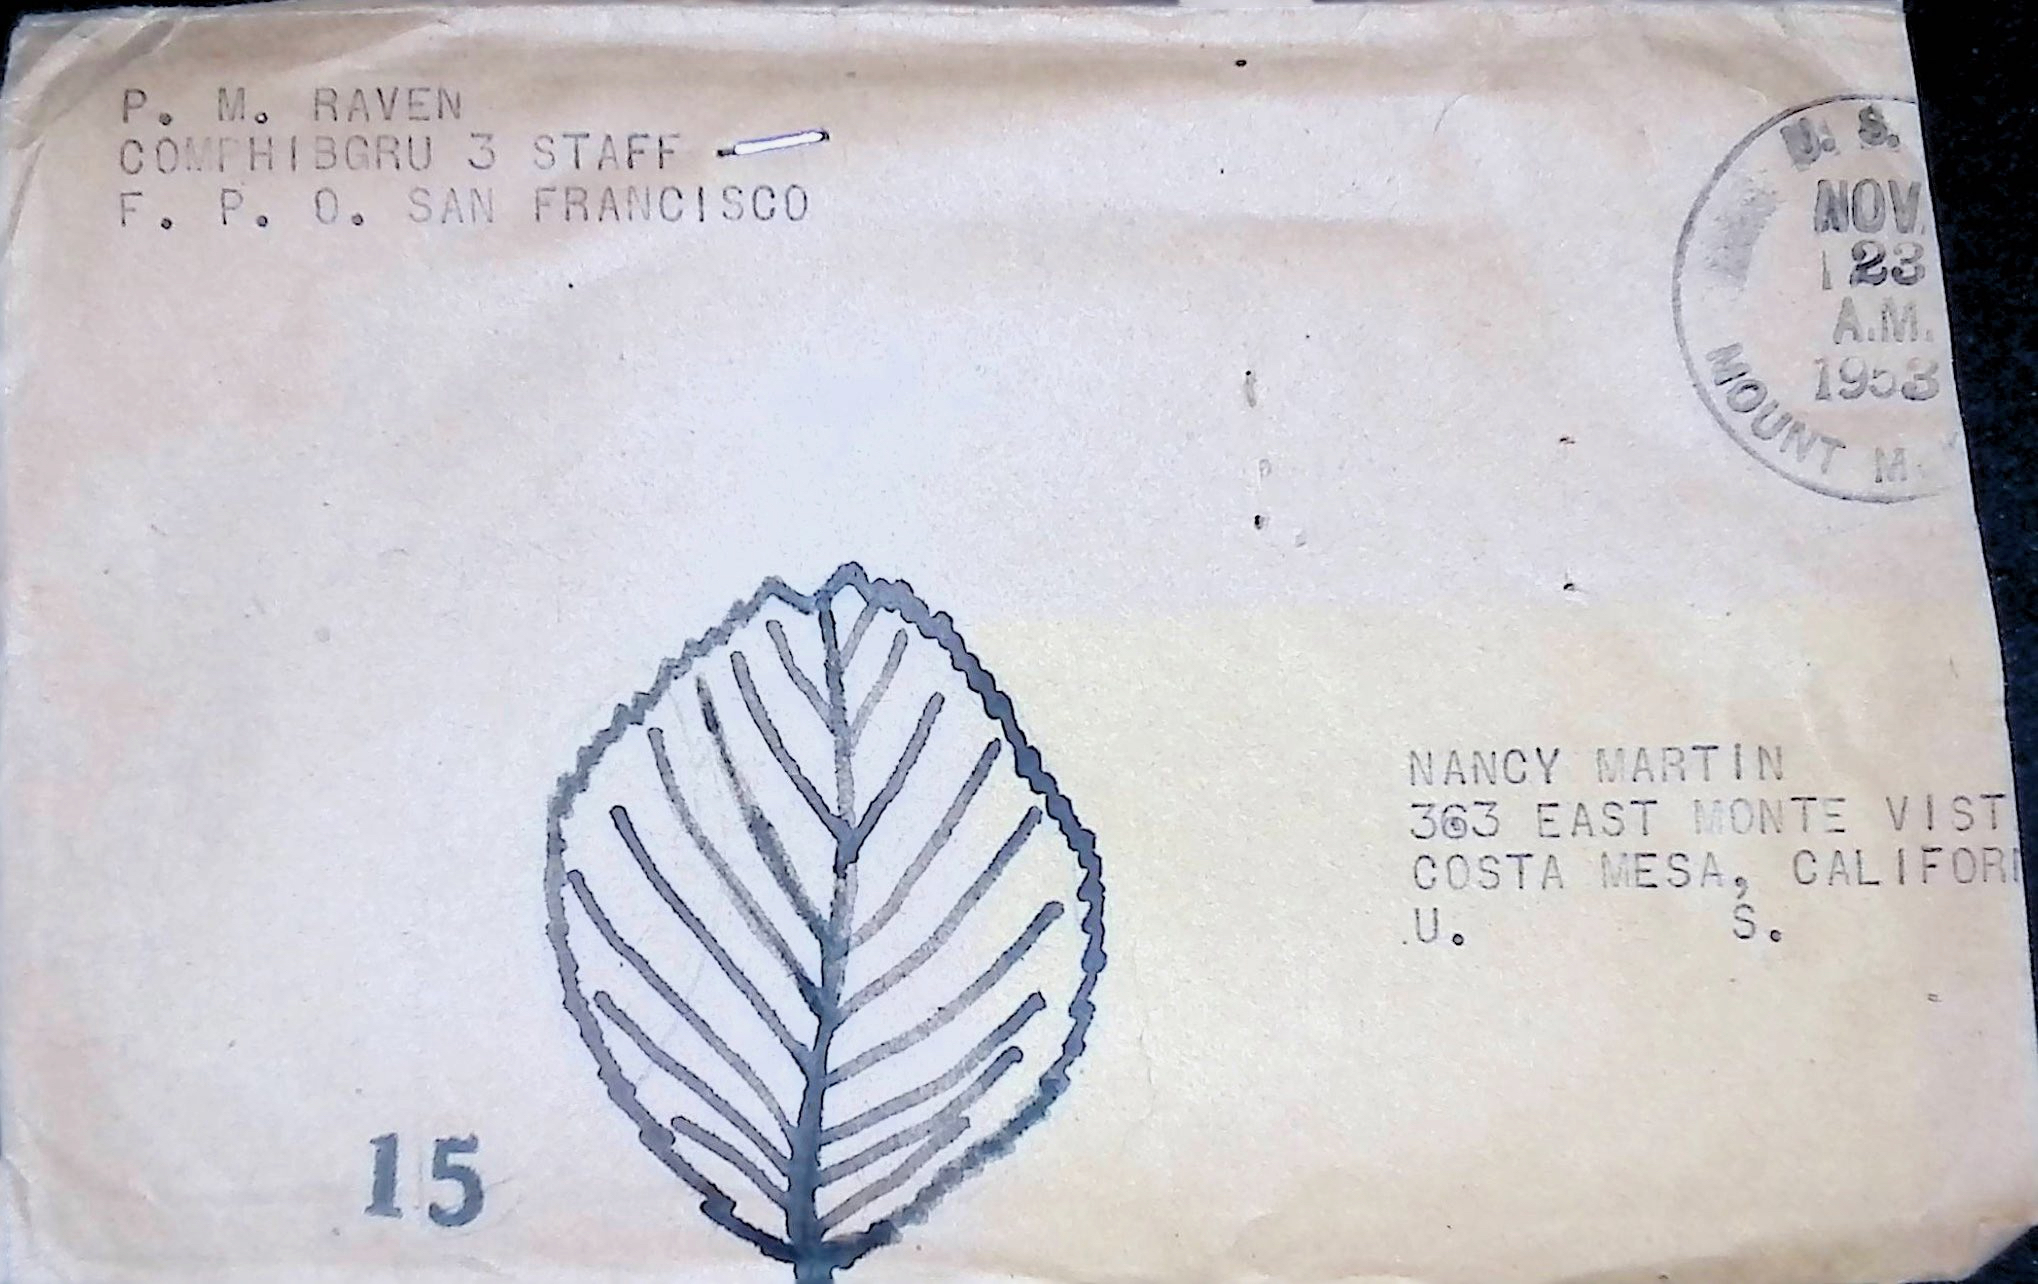 P. M. RAVEN
COMPHIBGRU 3 STAFF
F. P. O. SAN FRANCISCO
U. S.
NOV.
23
A.M.
1953
MOUNT M
NANCY MARTIN
363 EAST MONTE VIST
COSTA MESA, CALIFOR
U. S.
15